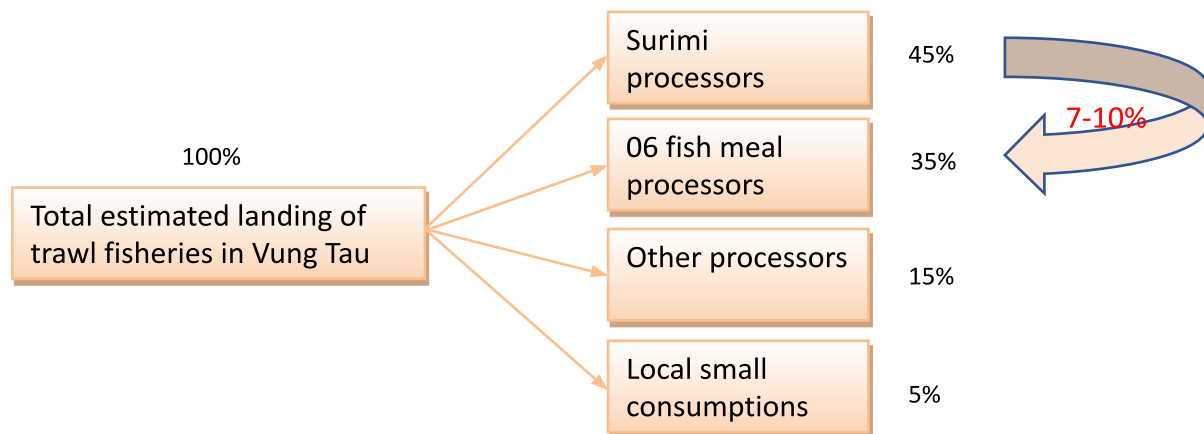 100%
Total estimated landing of
trawl fisheries in Vung Tau
Surimi
processors
45%
06 fish meal
processors
35%
7-10%
Other processors
15%
Local small
consumptions
5%